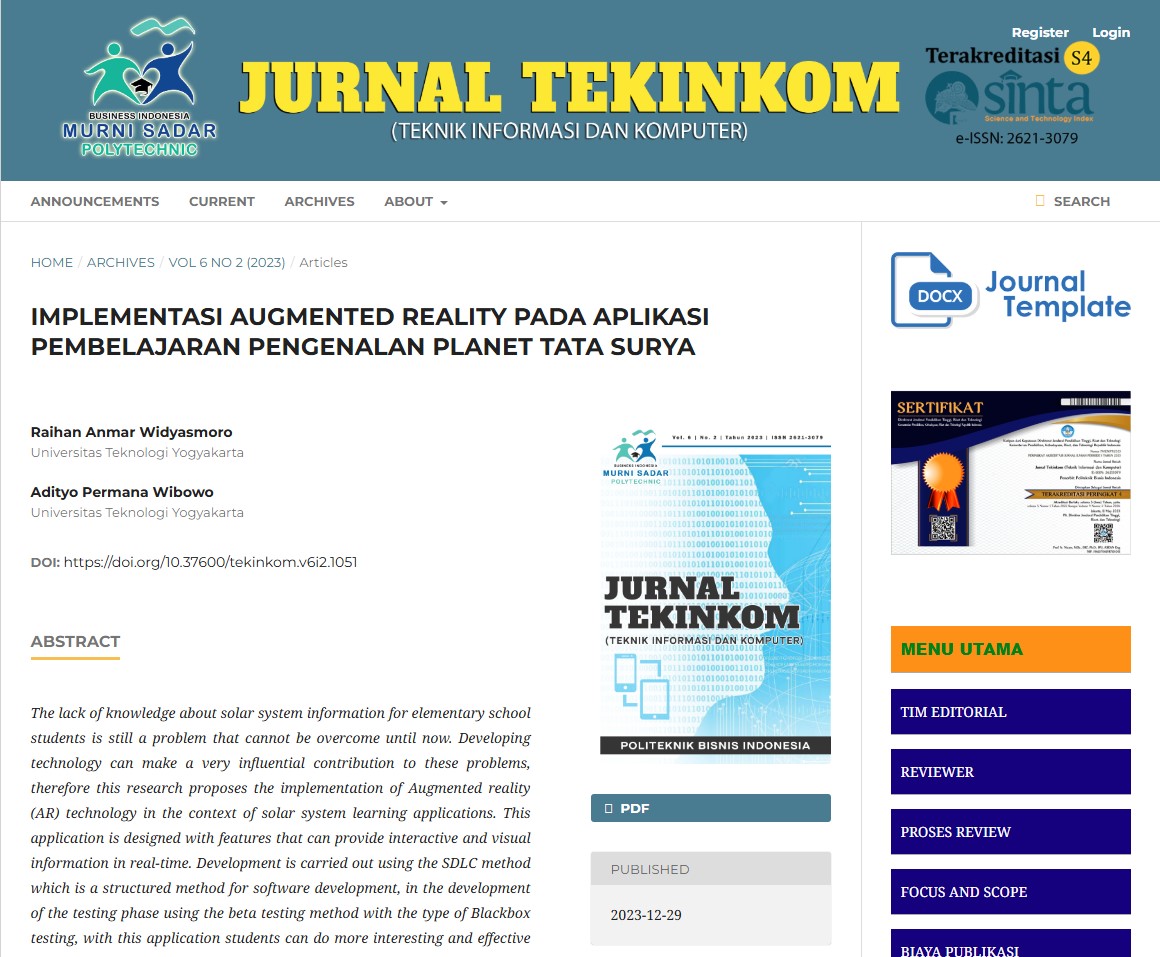 Register Login
BUSINESS INDONESIA
MURNI SADAR
POLYTECHNIC
JURNAL TEKINKOM
(TEKNIK INFORMASI DAN KOMPUTER)
Terakreditasi S4
sinta
Science and Technology Index
e-ISSN: 2621-3079
ANNOUNCEMENTS CURRENT ARCHIVES ABOUT SEARCH
HOME / ARCHIVES / VOL 6 NO 2 (2023) / Articles
IMPLEMENTASI AUGMENTED REALITY PADA APLIKASI
PEMBELAJARAN PENGENALAN PLANET TATA SURYA
Raihan Anmar Widyasmoro
Universitas Teknologi Yogyakarta
Adityo Permana Wibowo
Universitas Teknologi Yogyakarta
DOI: https://doi.org/10.37600/tekinkom.v6i2.1051
ABSTRACT
The lack of knowledge about solar system information for elementary school
students is still a problem that cannot be overcome until now. Developing
technology can make a very influential contribution to these problems,
therefore this research proposes the implementation of Augmented reality
(AR) technology in the context of solar system learning applications. This
application is designed with features that can provide interactive and visual
information in real-time. Development is carried out using the SDLC method
which is a structured method for software development, in the development
of the testing phase using the beta testing method with the type of Blackbox
testing, with this application students can do more interesting and effective
Vol. 6 | No. 2 | Tahun 2023 | ISSN 2621-3079
BUSINESS INDONESIA
MURNI SADAR
POLYTECHNIC
JURNAL
TEKINKOM
(TEKNIK INFORMASI DAN KOMPUTER)
POLITEKNIK BISNIS INDONESIA
PDF
PUBLISHED
2023-12-29
DOCX
Journal
Template
SERTIFIKAT
TERAKREDITASI PERINGKAT 4
MENU UTAMA
TIM EDITORIAL
REVIEWER
PROSES REVIEW
FOCUS AND SCOPE
BIAYA PUBLIKASI